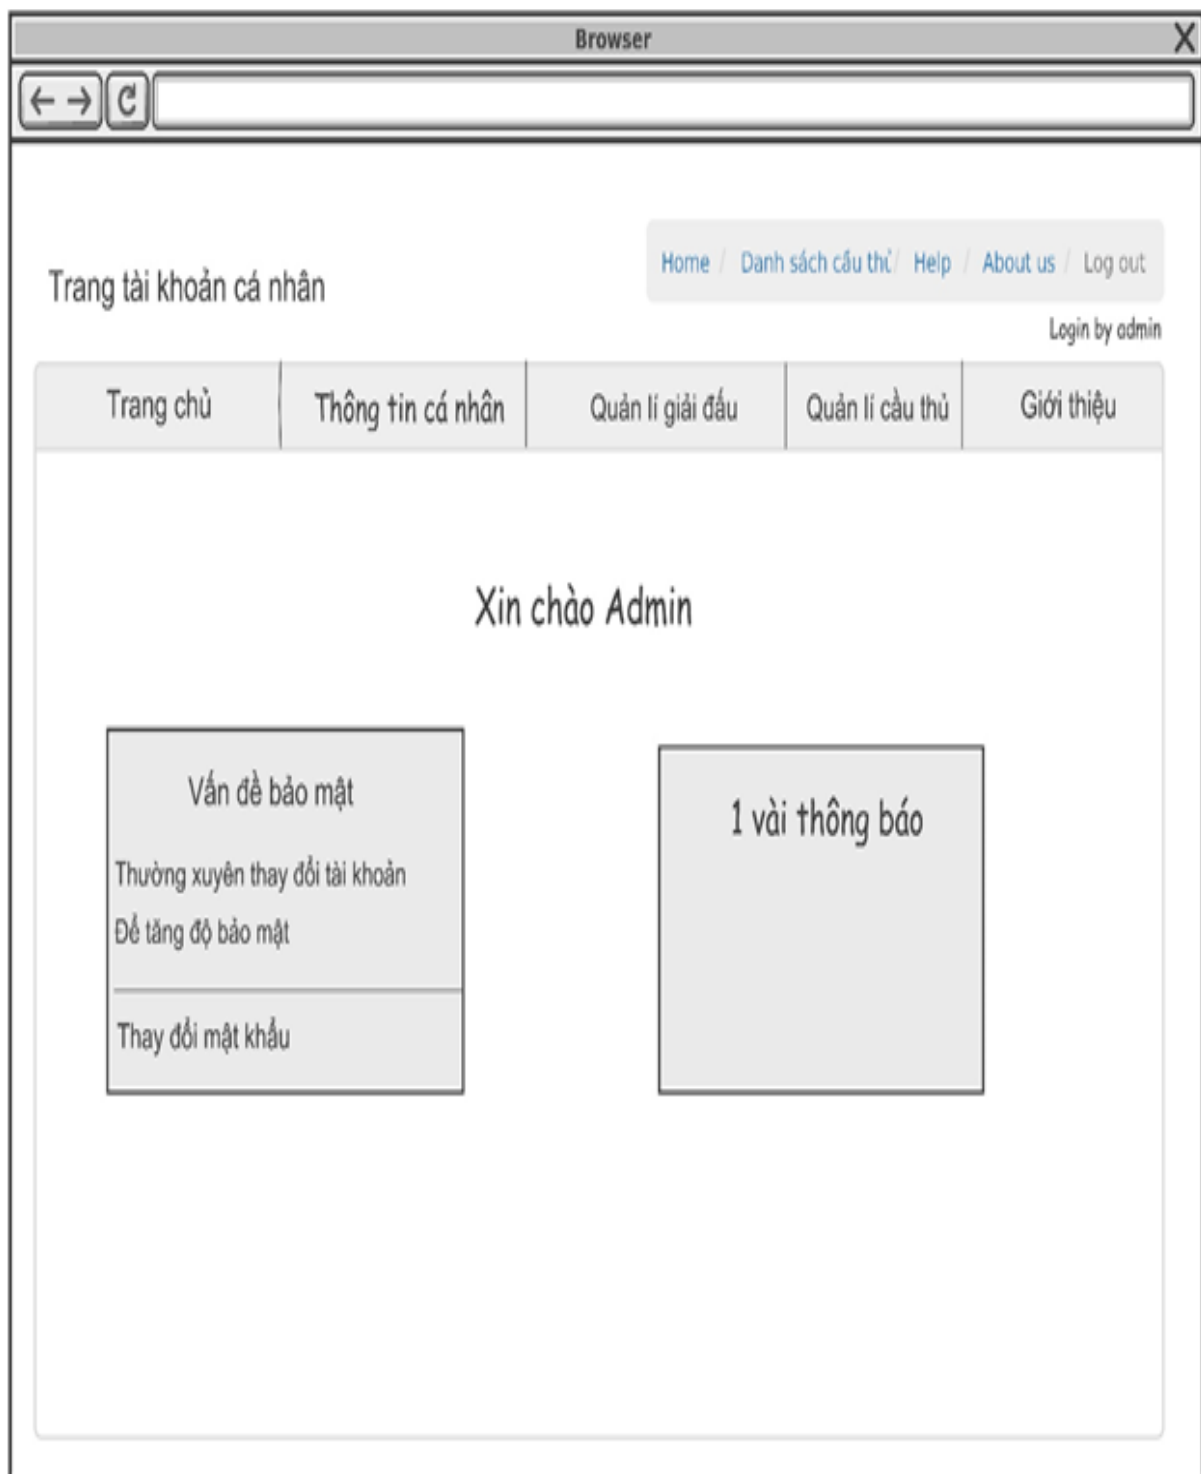 Browser
Home / Danh sách cầu thủ / Help / About us / Log out
Trang tài khoản cá nhân
Login by admin
Trang chủ
Thông tin cá nhân
Quản lí giải đấu
Quản lí cầu thủ
Giới thiệu
Xin chào Admin
Vấn đề bảo mật
Thường xuyên thay đổi tài khoản
Để tăng độ bảo mật
Thay đổi mật khẩu
1 vài thông báo